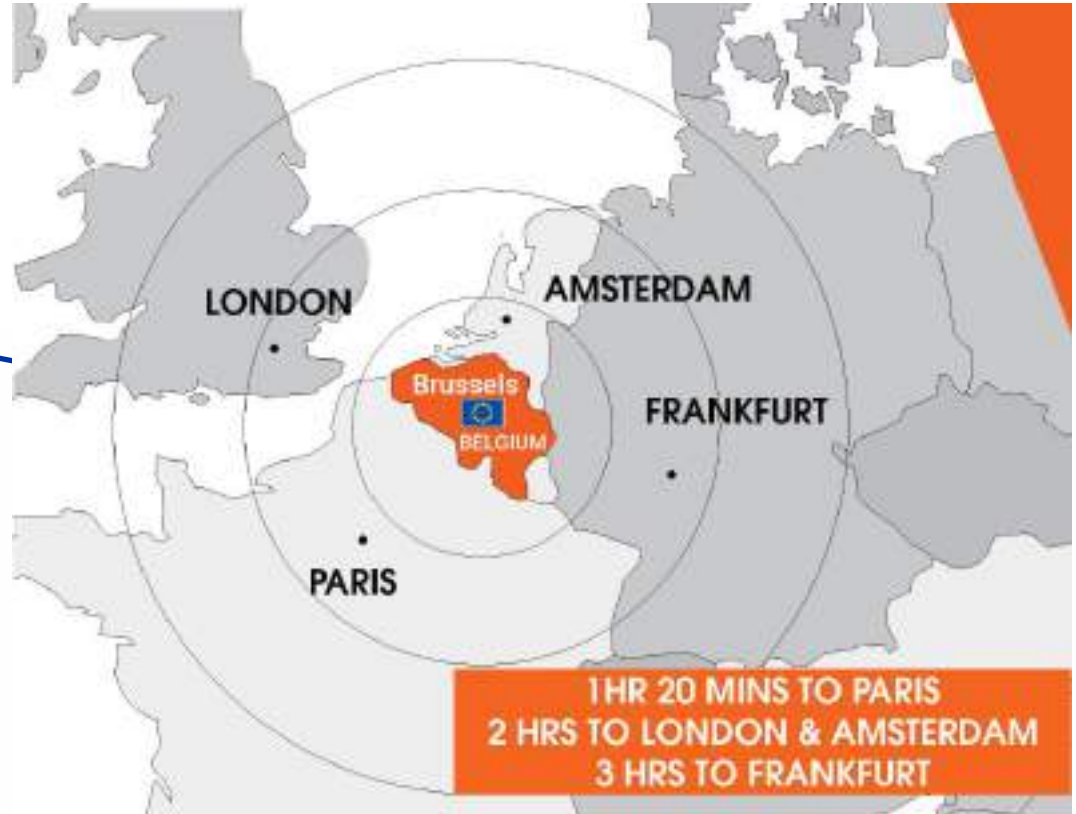 LONDON
AMSTERDAM
Brussels
BELGIUM
FRANKFURT
PARIS
1HR 20 MINS TO PARIS
2 HRS TO LONDON & AMSTERDAM
3 HRS TO FRANKFURT